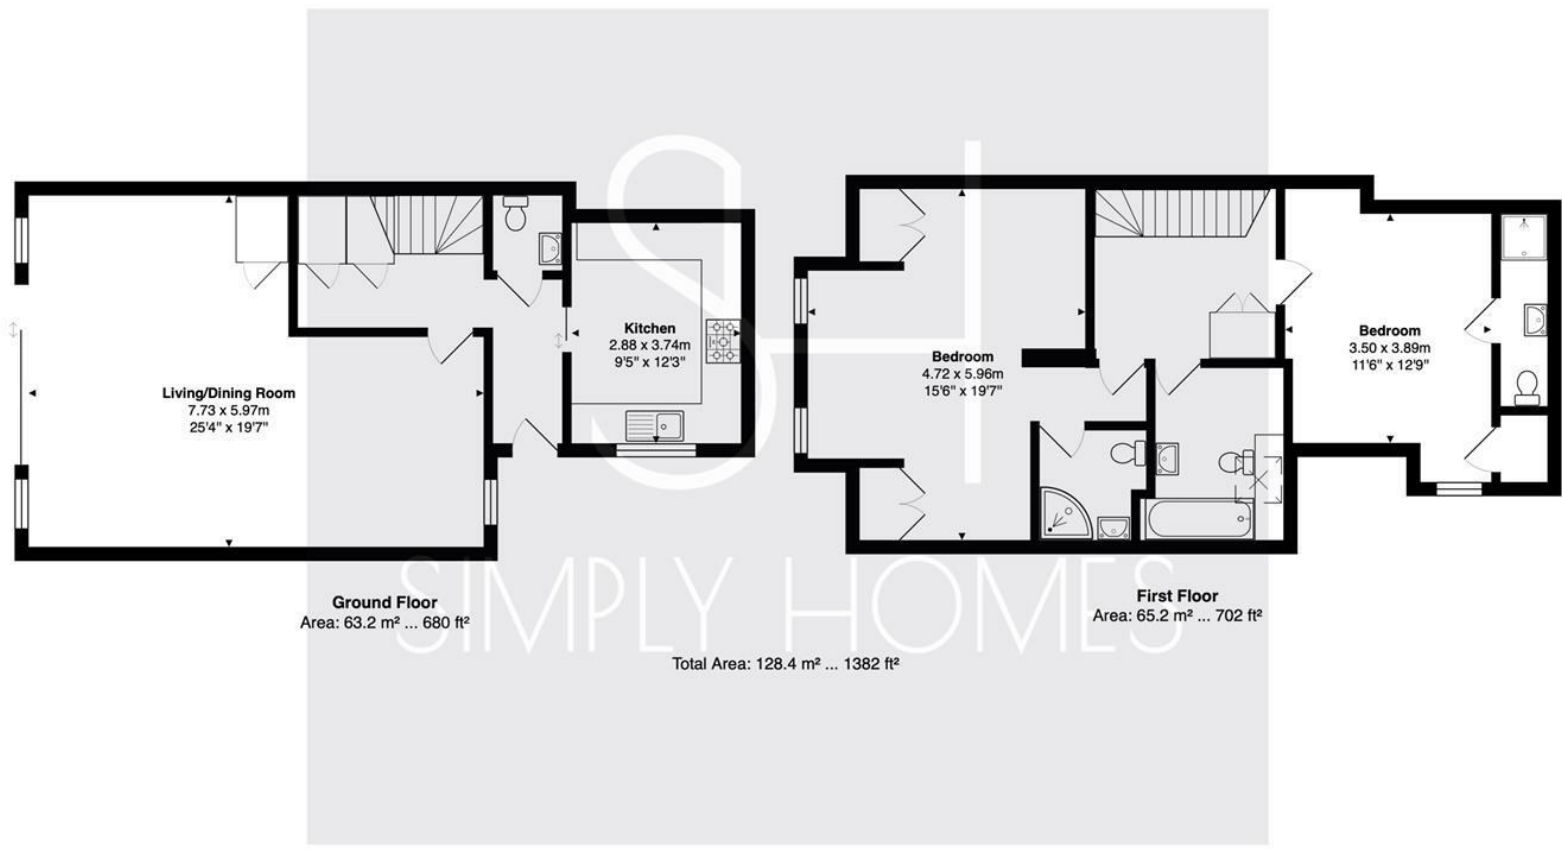 Living/Dining Room
7.73 x 5.97m
25'4" x 19'7"
Kitchen
2.88 x 3.74m
9'5" x 12'3"
Ground Floor
Area: 63.2 m² ... 680 ft²
Bedroom
4.72 x 5.96m
15'6" x 19'7"
Bedroom
3.50 x 3.89m
11'6" x 12'9"
First Floor
Area: 65.2 m² ... 702 ft²
SIMPLY HOMES
Total Area: 128.4 m² ... 1382 ft²